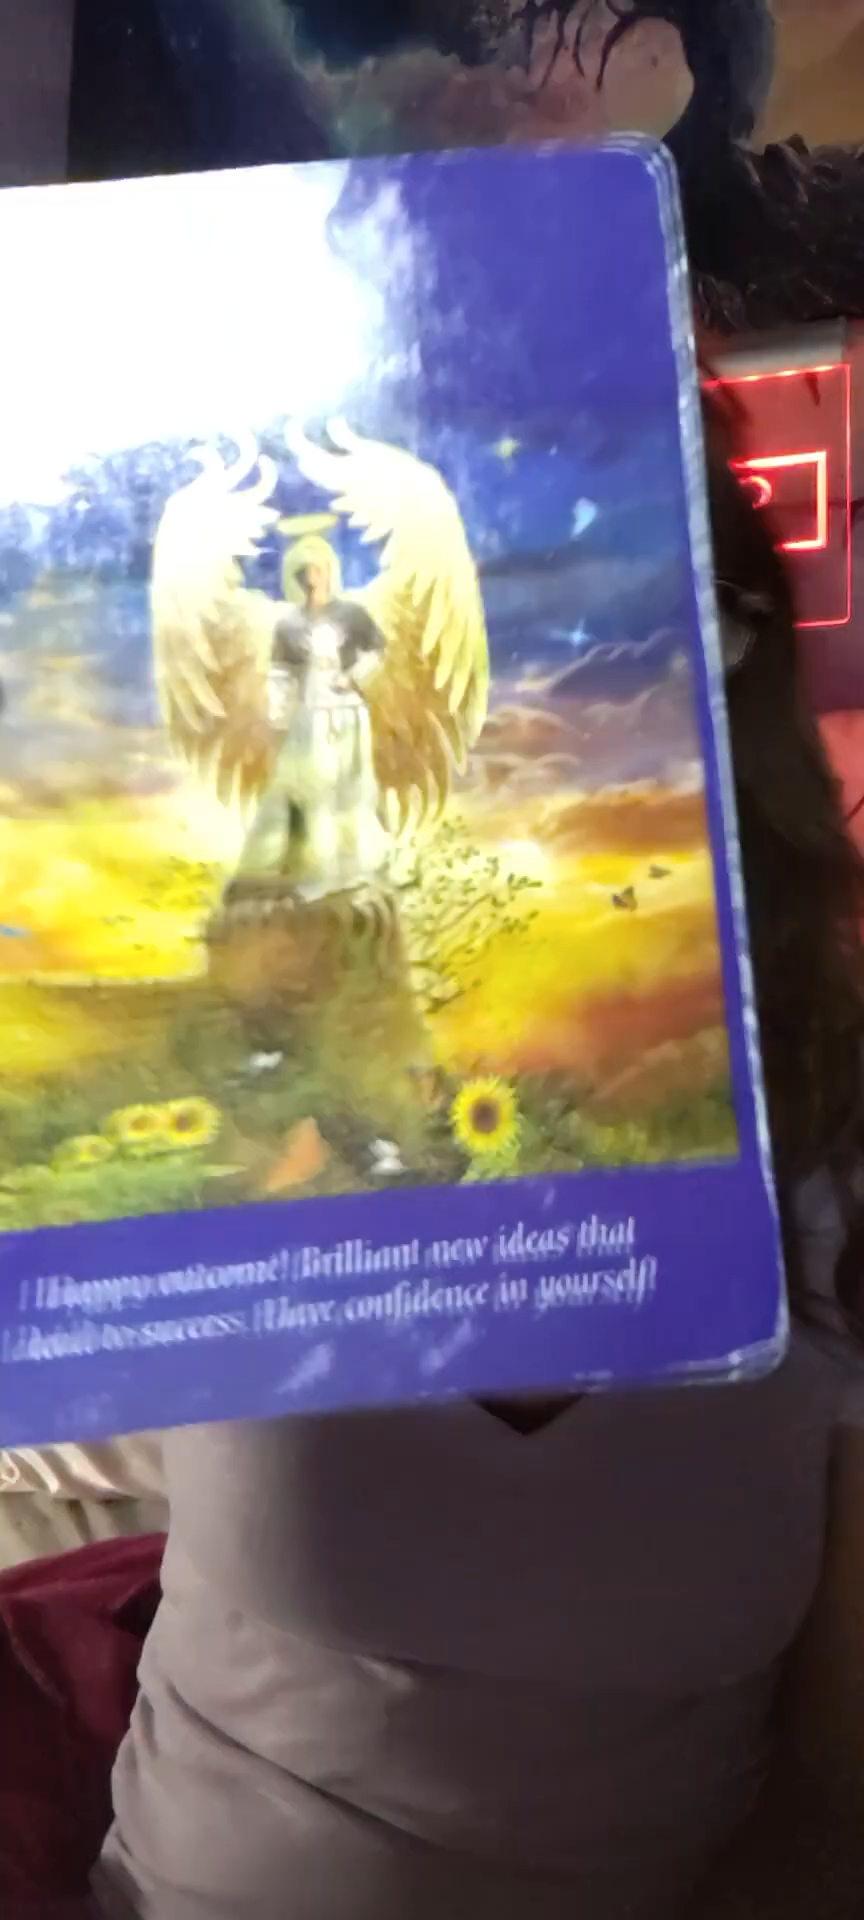 Happy outcome! Brilliant new ideas that
lead to success. Have confidence in yourself!